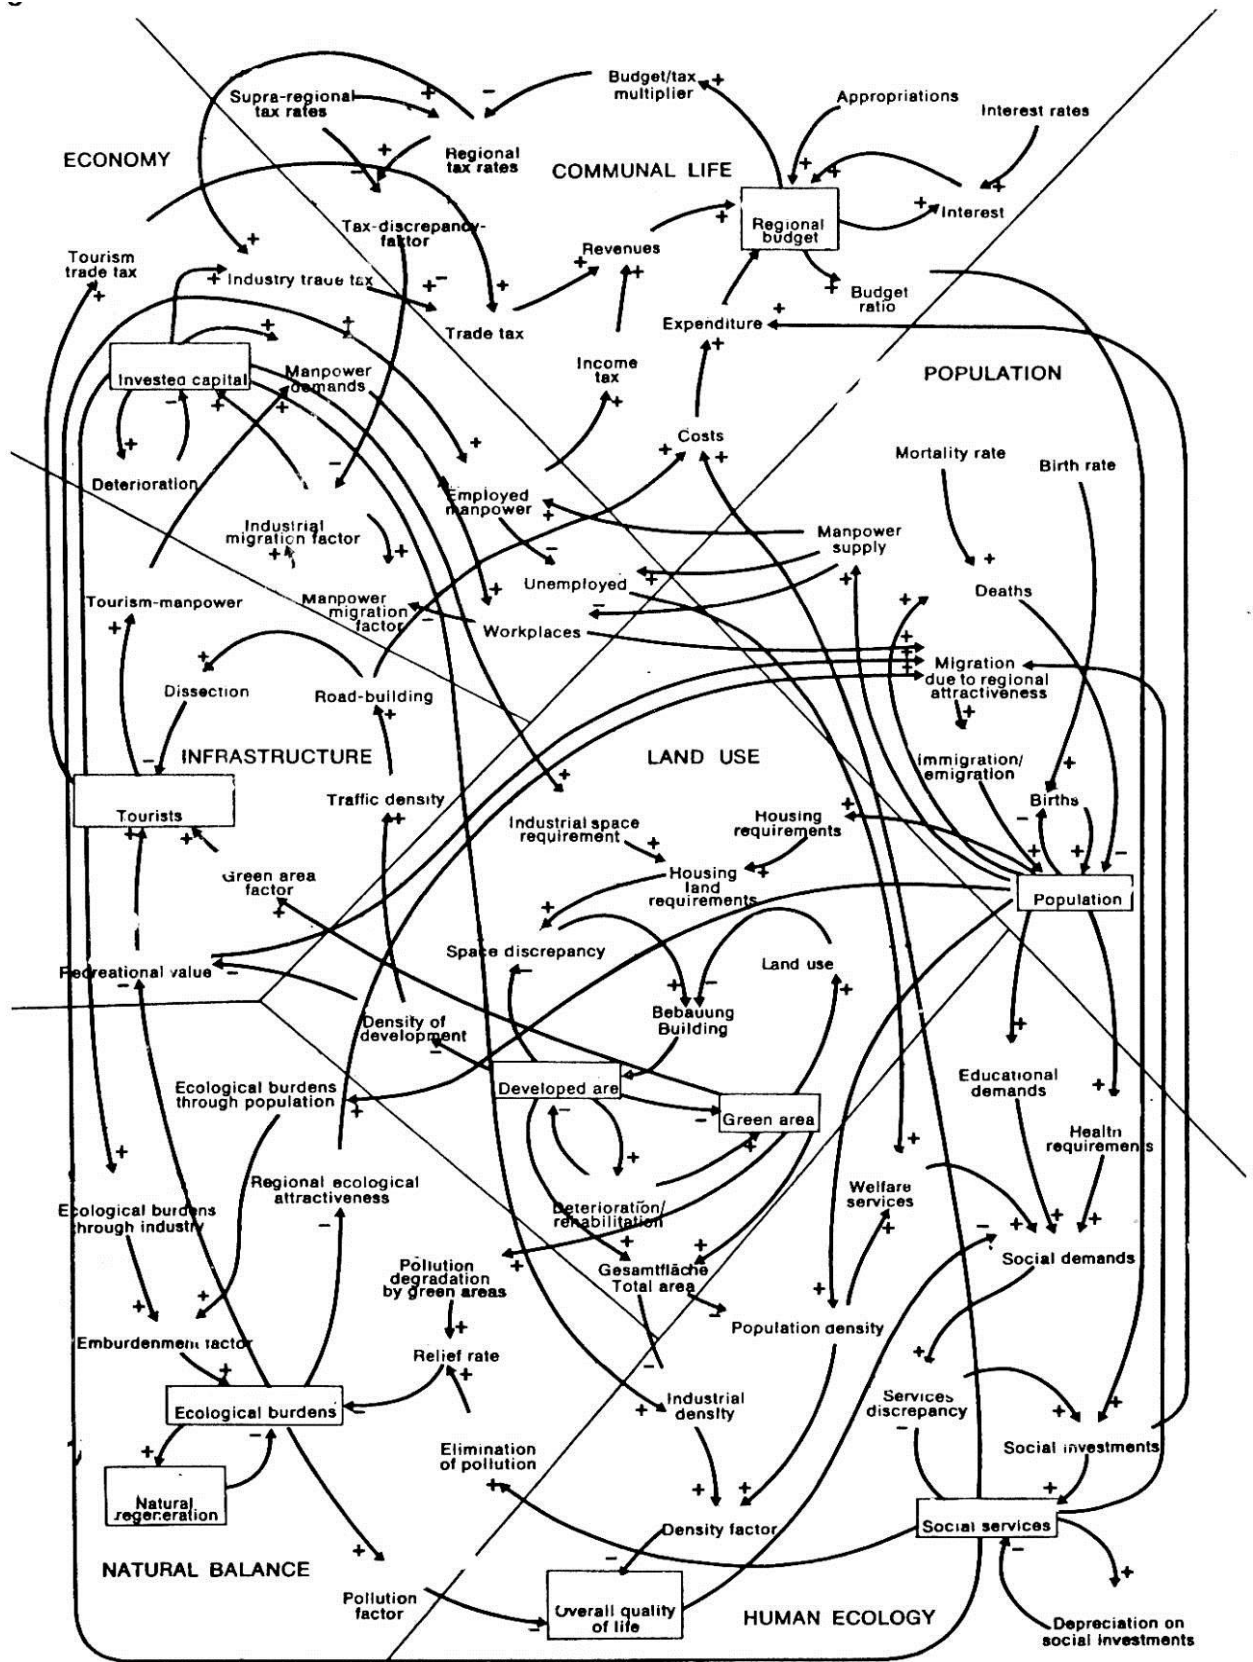 Supra-regional
tax rates
Budget/tax
multiplier
Appropriations
Interest rates
ECONOMY
Regional
tax rates
COMMUNAL LIFE
Tax-discrepancy-
faktor
Revenues
Regional
budget
Interest
Tourism
trade tax
Industry trade tax
Budget
ratio
Trade tax
Expenditure
Invested capital
Manpower
demands
Income
tax
POPULATION
Costs
Mortality rate
Birth rate
Deterioration
Employed
manpower
Industrial
migration factor
Manpower
supply
Unemployed
Deaths
Tourism-manpower
Manpower
migration
factor
Workplaces
Migration
due to regional
attractiveness
Dissection
Road-building
INFRASTRUCTURE
LAND USE
Immigration/
emigration
Births
Tourists
Traffic density
Industrial space
requirement
Housing
requirements
Green area
factor
Housing
land
requirements
Population
Recreational value
Space discrepancy
Land use
Density of
development
Bebauung
Building
Ecological burdens
through population
Developed are
Green area
Educational
demands
Health
requirements
Regional ecological
attractiveness
Ecological burdens
through industry
Deterioration/
rehabilitation
Welfare
services
Pollution
degradation
by green areas
Gesamtfläche
Total area
Social demands
Emburdenment factor
Relief rate
Population density
Ecological burdens
Industrial
density
Services
discrepancy
Social investments
Elimination
of pollution
Natural
regeneration
Density factor
Social services
NATURAL BALANCE
Pollution
factor
Overall quality
of life
HUMAN ECOLOGY
Depreciation on
social investments